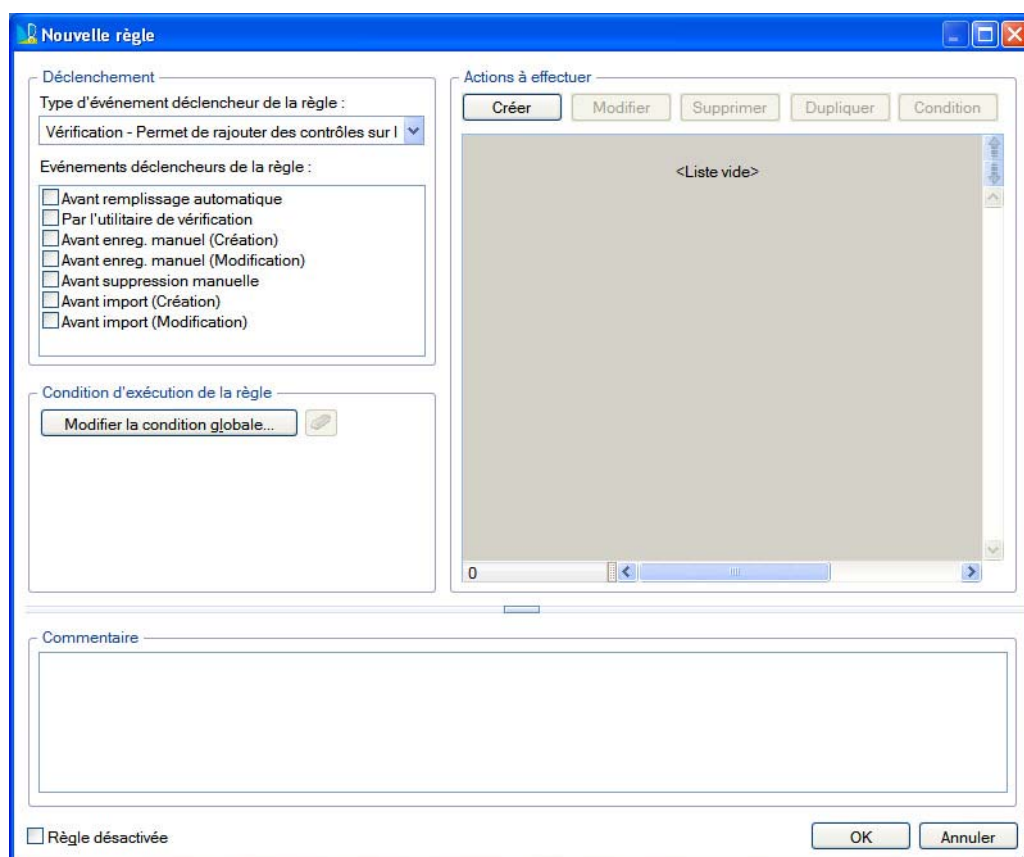 Nouvelle règle
Déclenchement
Type d'événement déclencheur de la règle :
Vérification - Permet de rajouter des contrôles sur l
Evénements déclencheurs de la règle :
Avant remplissage automatique
Par l'utilitaire de vérification
Avant enreg. manuel (Création)
Avant enreg. manuel (Modification)
Avant suppression manuelle
Avant import (Création)
Avant import (Modification)
Condition d'exécution de la règle
Modifier la condition globale...
Actions à effectuer
Créer Modifier Supprimer Dupliquer Condition
<Liste vide>
0
Commentaire
Règle désactivée
OK Annuler